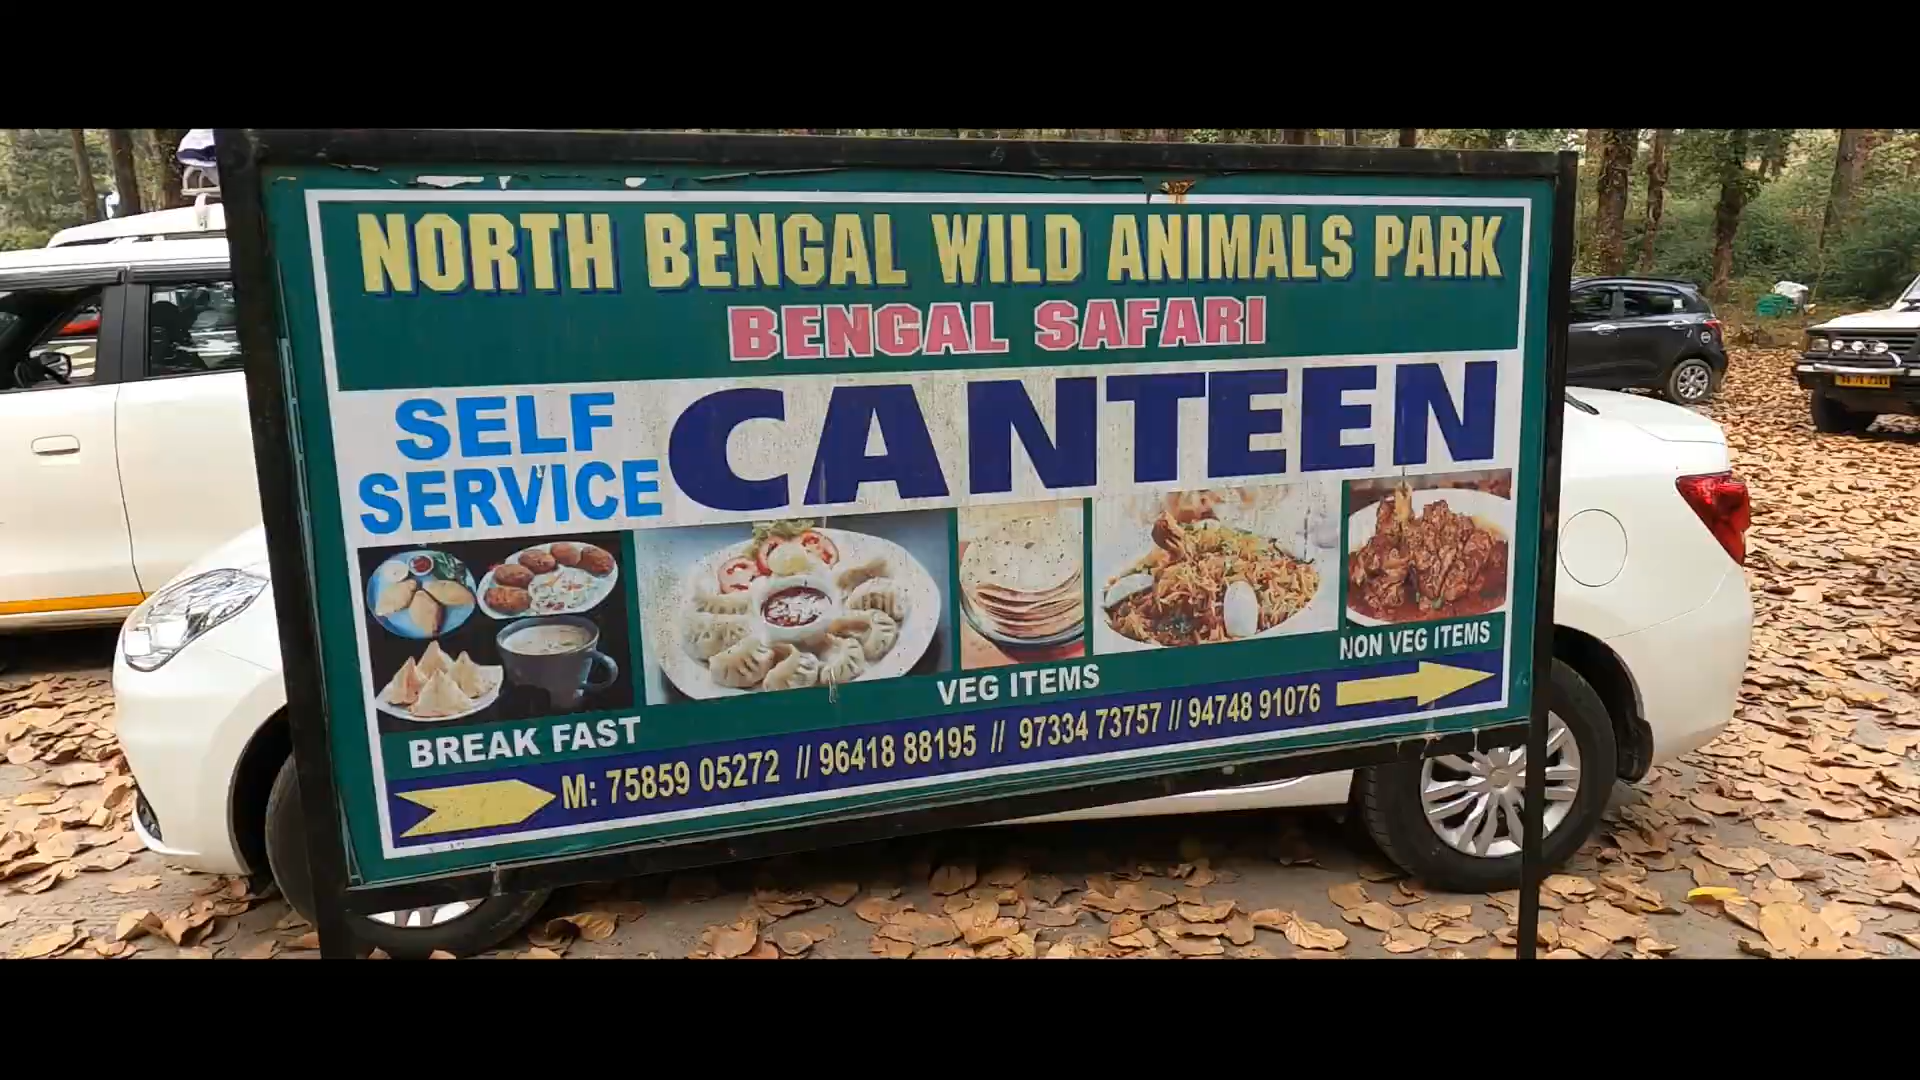 NORTH BENGAL WILD ANIMALS PARK
BENGAL SAFARI
SELF SERVICE
CANTEEN
BREAK FAST
VEG ITEMS
NON VEG ITEMS
M: 75859 05272 // 96418 88195 // 97334 73757 // 94748 91076